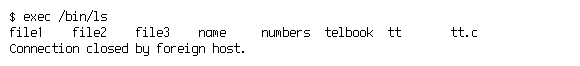 $ exec /bin/ls
file1 file2 file3 name numbers telbook tt tt.c
Connection closed by foreign host.